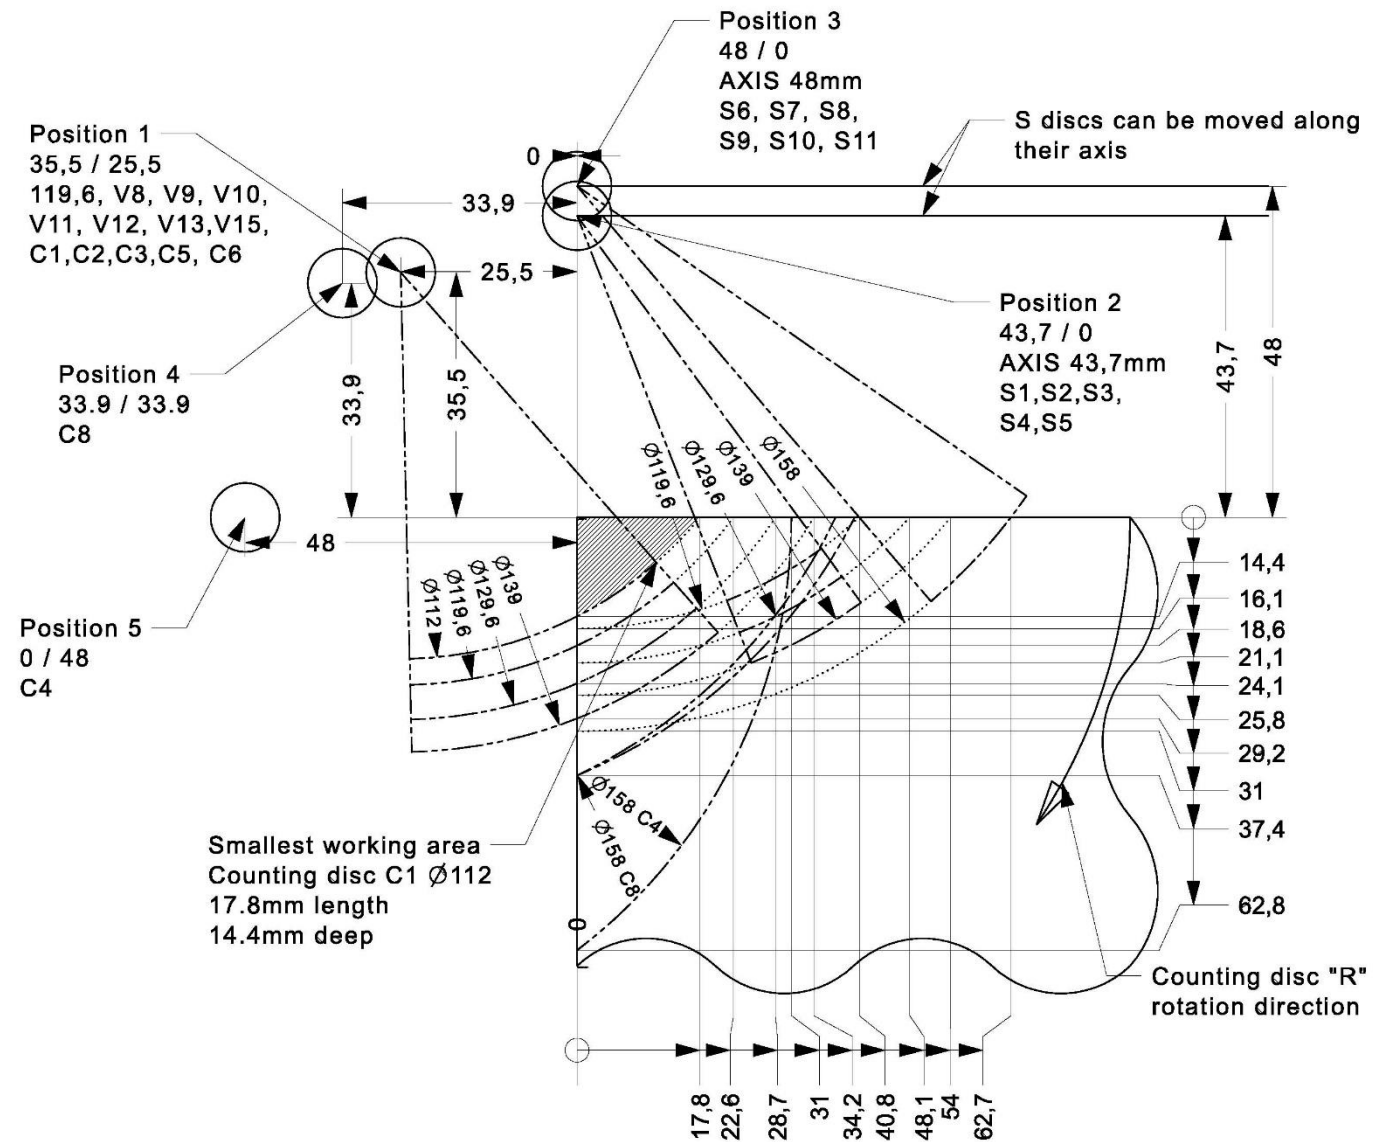 Position 3
48 / 0
AXIS 48mm
S6, S7, S8,
S9, S10, S11
S discs can be moved along
their axis
Position 1
35,5 / 25,5
119,6, V8, V9, V10,
V11, V12, V13,V15,
C1,C2,C3,C5, C6
0
33,9
25,5
Position 2
43,7 / 0
AXIS 43,7mm
S1,S2,S3,
S4,S5
43,7
48
Position 4
33.9 / 33.9
C8
33,9
35,5
Ø119,6
Ø129,6
Ø139
Ø158
48
Position 5
0 / 48
C4
Ø112
Ø119,6
Ø129,6
Ø139
14,4
16,1
18,6
21,1
24,1
25,8
29,2
31
37,4
62,8
Ø158 C4
Ø158 C8
Smallest working area
Counting disc C1 Ø112
17.8mm length
14.4mm deep
0
Counting disc "R"
rotation direction
17,8
22,6
28,7
31
34,2
40,8
48,1
54
62,7